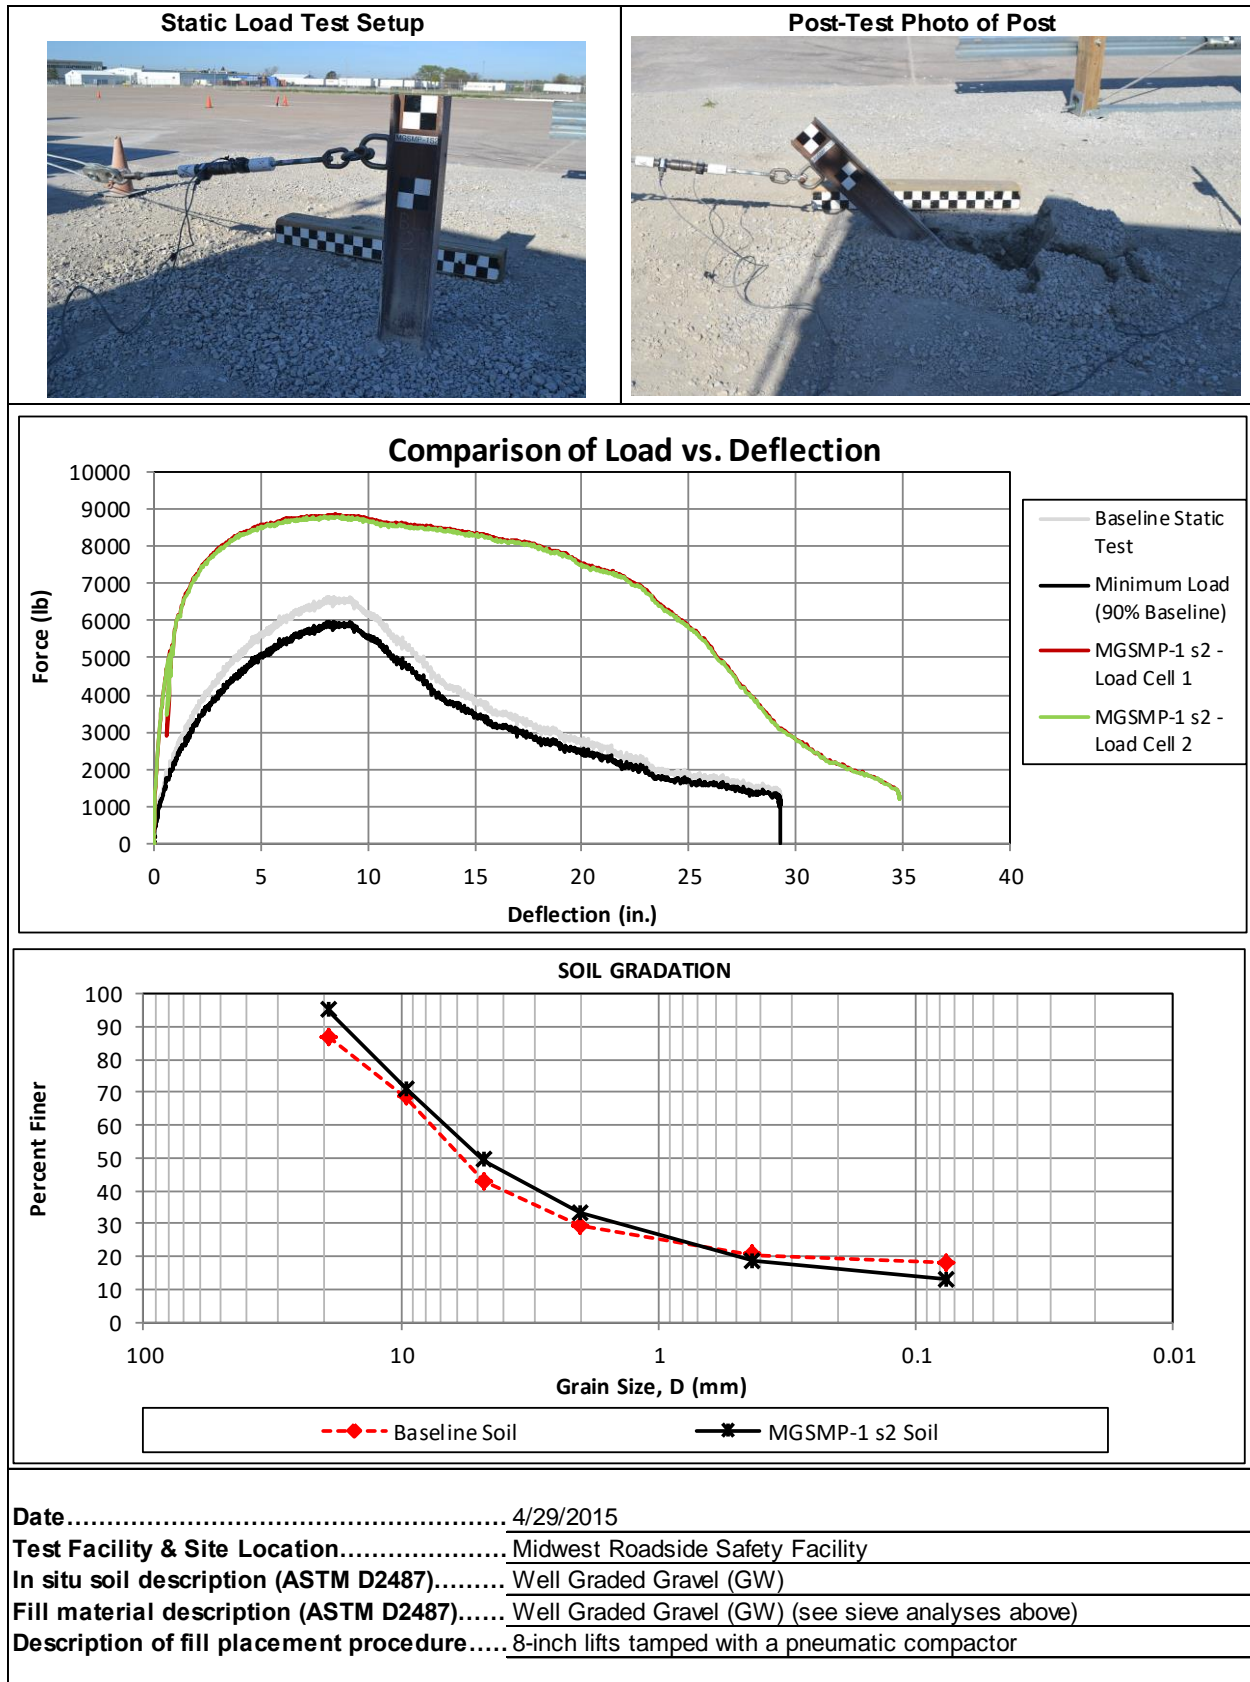 Static Load Test Setup
Post-Test Photo of Post
Comparison of Load vs. Deflection
Force (lb)
10000
9000
8000
7000
6000
5000
4000
3000
2000
1000
0
0 5 10 15 20 25 30 35 40
Deflection (in.)
Baseline Static
Test
Minimum Load
(90% Baseline)
MGSMP-1 s2 -
Load Cell 1
MGSMP-1 s2 -
Load Cell 2
SOIL GRADATION
Percent Finer
100
90
80
70
60
50
40
30
20
10
0
100 10 1 0.1 0.01
Grain Size, D (mm)
Baseline Soil
MGSMP-1 s2 Soil
Date.................................................. 4/29/2015
Test Facility & Site Location.................... Midwest Roadside Safety Facility
In situ soil description (ASTM D2487)......... Well Graded Gravel (GW)
Fill material description (ASTM D2487)...... Well Graded Gravel (GW) (see sieve analyses above)
Description of fill placement procedure..... 8-inch lifts tamped with a pneumatic compactor